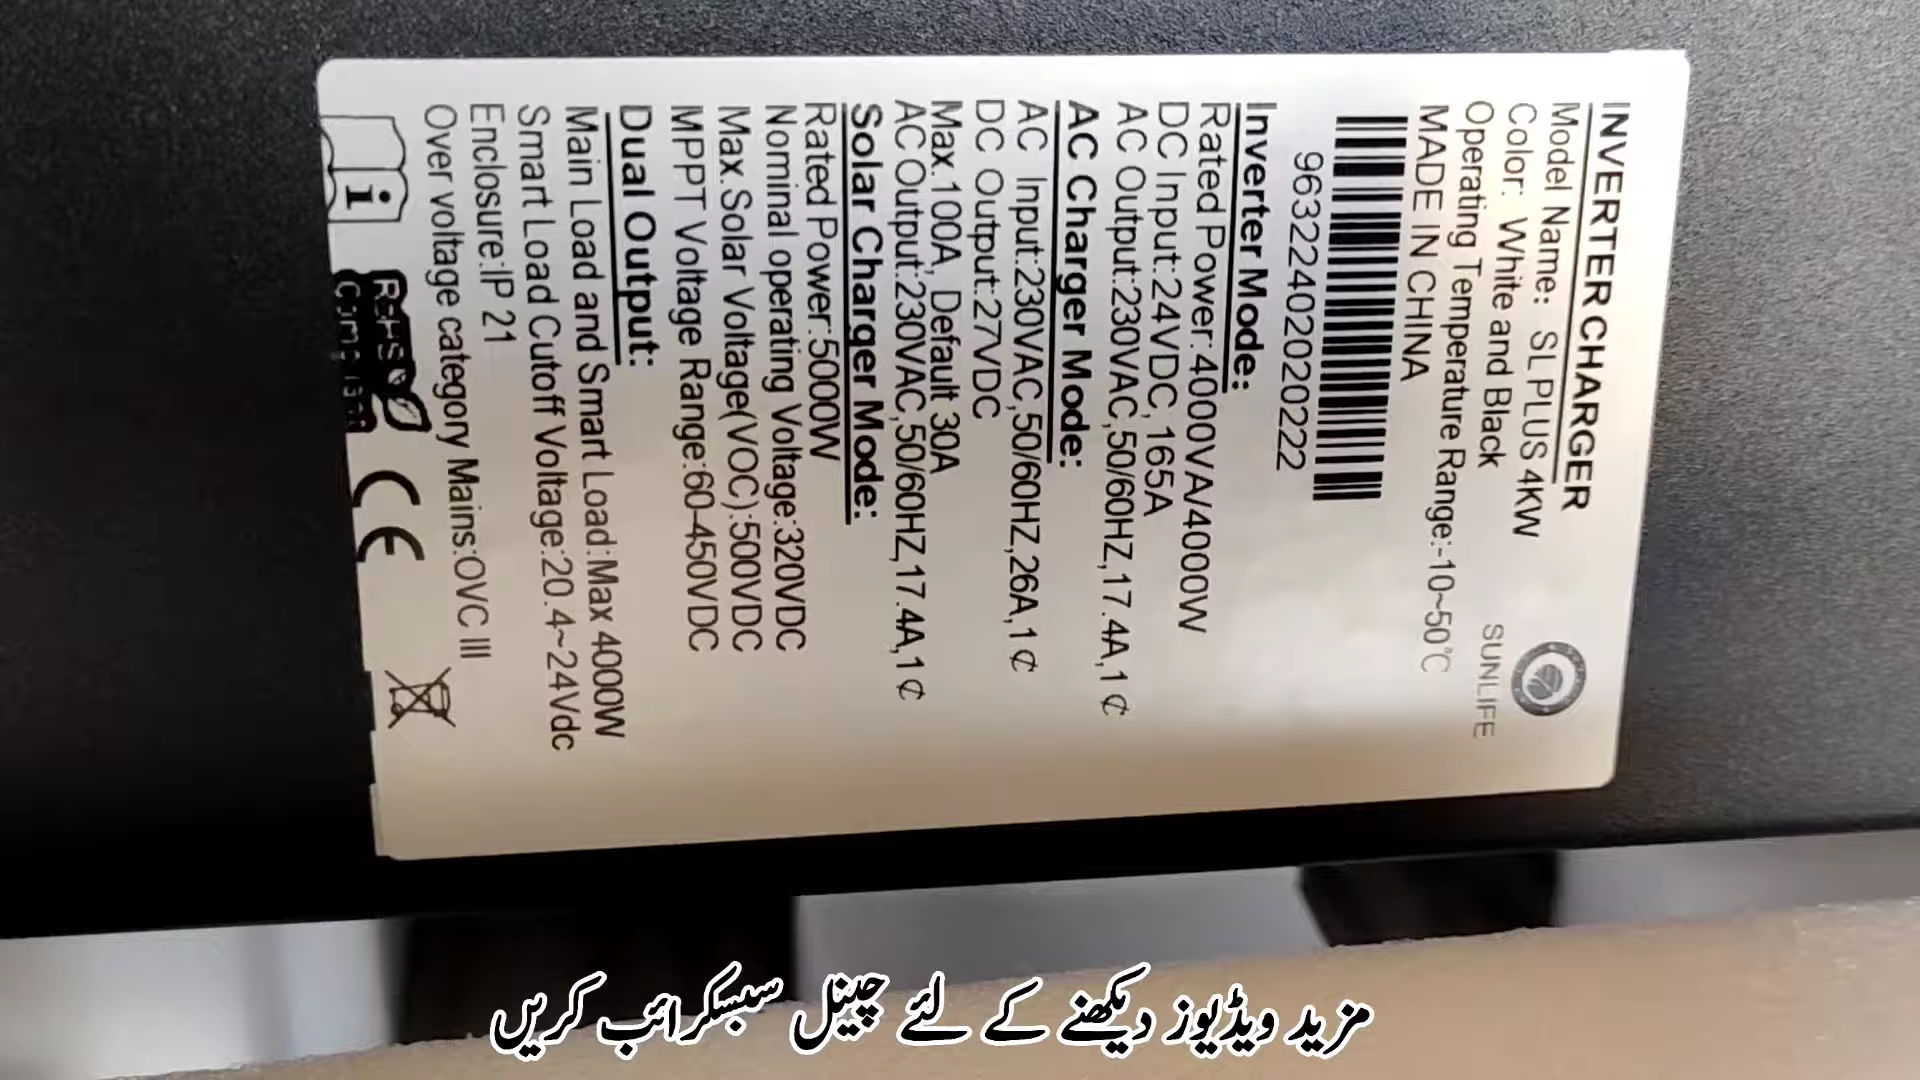 INVERTER CHARGER
Model Name: SL PLUS 4KW
Color: White and Black
Operating Temperature Range:-10~50℃
MADE IN CHINA
SUNLIFE
96322402020222
Inverter Mode:
Rated Power:4000VA/4000W
DC Input:24VDC, 165A
AC Output:230VAC,50/60HZ,17.4A,1₵
AC Charger Mode:
AC Input:230VAC,50/60HZ,26A,1₵
DC Output:27VDC
Max.100A, Default 30A
AC Output:230VAC,50/60HZ,17.4A,1₵
Solar Charger Mode:
Rated Power:5000W
Nominal operating Voltage:320VDC
Max.Solar Voltage(VOC):500VDC
MPPT Voltage Range:60-450VDC
Dual Output:
Main Load and Smart Load:Max 4000W
Smart Load Cutoff Voltage:20.4~24Vdc
Enclosure:IP 21
Over voltage category Mains:OVC III
i
RoHS
Compliant
CE
مزید ویڈیوز دیکھنے کے لئے چینل سبسکرائب کریں